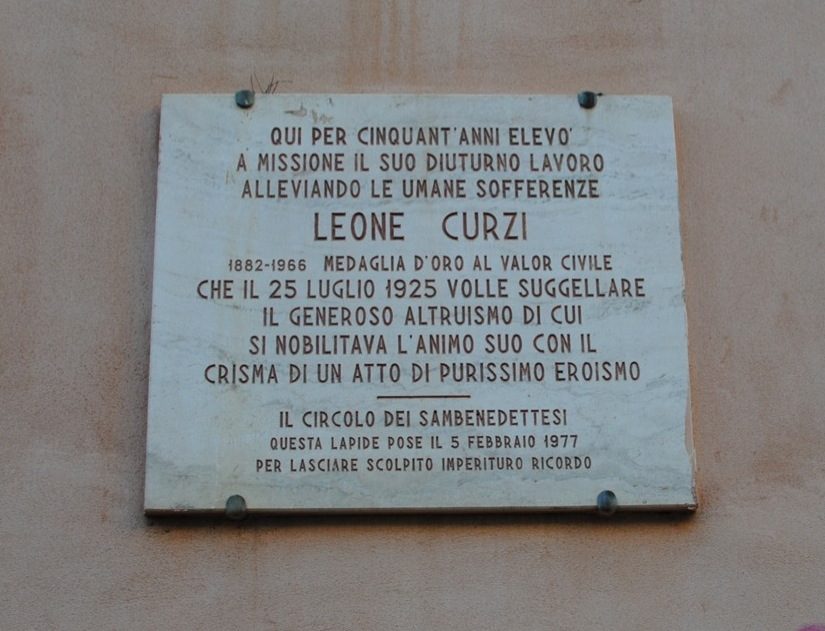 QUI PER CINQUANT'ANNI ELEVO'
A MISSIONE IL SUO DIUTURNO LAVORO
ALLEVIANDO LE UMANE SOFFERENZE
LEONE CURZI
1882-1966 MEDAGLIA D'ORO AL VALOR CIVILE
CHE IL 25 LUGLIO 1925 VOLLE SUGGELLARE
IL GENEROSO ALTRUISMO DI CUI
SI NOBILITAVA L'ANIMO SUO CON IL
CRISMA DI UN ATTO DI PURISSIMO EROISMO
IL CIRCOLO DEI SAMBENEDETTESI
QUESTA LAPIDE POSE IL 5 FEBBRAIO 1977
PER LASCIARE SCOLPITO IMPERITURO RICORDO